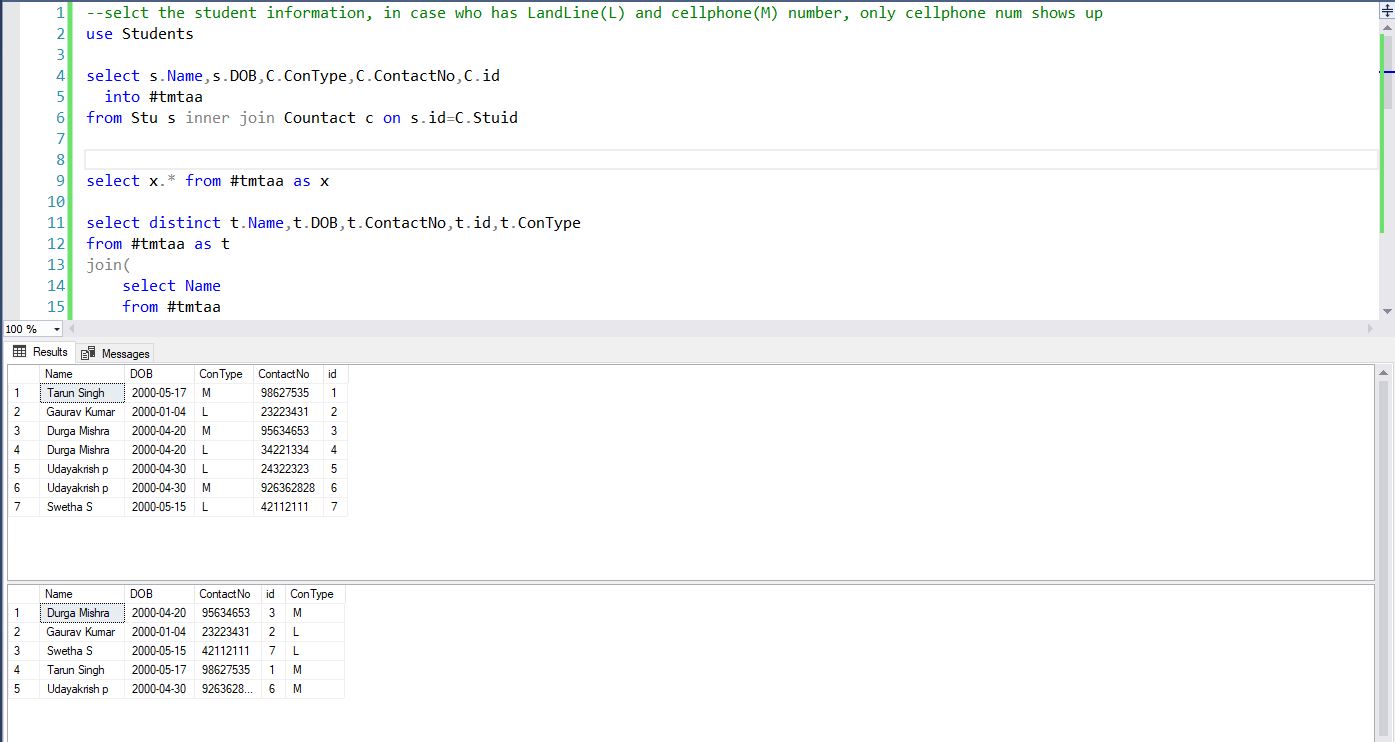 1 --selct the student information, in case who has LandLine(L) and cellphone(M) number, only cellphone num shows up
2 use Students
3
4 select s.Name,s.DOB,C.ConType,C.ContactNo,C.id
5 into #tmtaa
6 from Stu s inner join Countact c on s.id=C.Stuid
7
8
9 select x.* from #tmtaa as x
10
11 select distinct t.Name,t.DOB,t.ContactNo,t.id,t.ConType
12 from #tmtaa as t
13 join(
14 select Name
15 from #tmtaa
100 %
Results Messages
Name DOB ConType ContactNo id
1 Tarun Singh 2000-05-17 M 98627535 1
2 Gaurav Kumar 2000-01-04 L 23223431 2
3 Durga Mishra 2000-04-20 M 95634653 3
4 Durga Mishra 2000-04-20 L 34221334 4
5 Udayakrish p 2000-04-30 L 24322323 5
6 Udayakrish p 2000-04-30 M 926362828 6
7 Swetha S 2000-05-15 L 42112111 7
Name DOB ContactNo id ConType
1 Durga Mishra 2000-04-20 95634653 3 M
2 Gaurav Kumar 2000-01-04 23223431 2 L
3 Swetha S 2000-05-15 42112111 7 L
4 Tarun Singh 2000-05-17 98627535 1 M
5 Udayakrish p 2000-04-30 9263628... 6 M